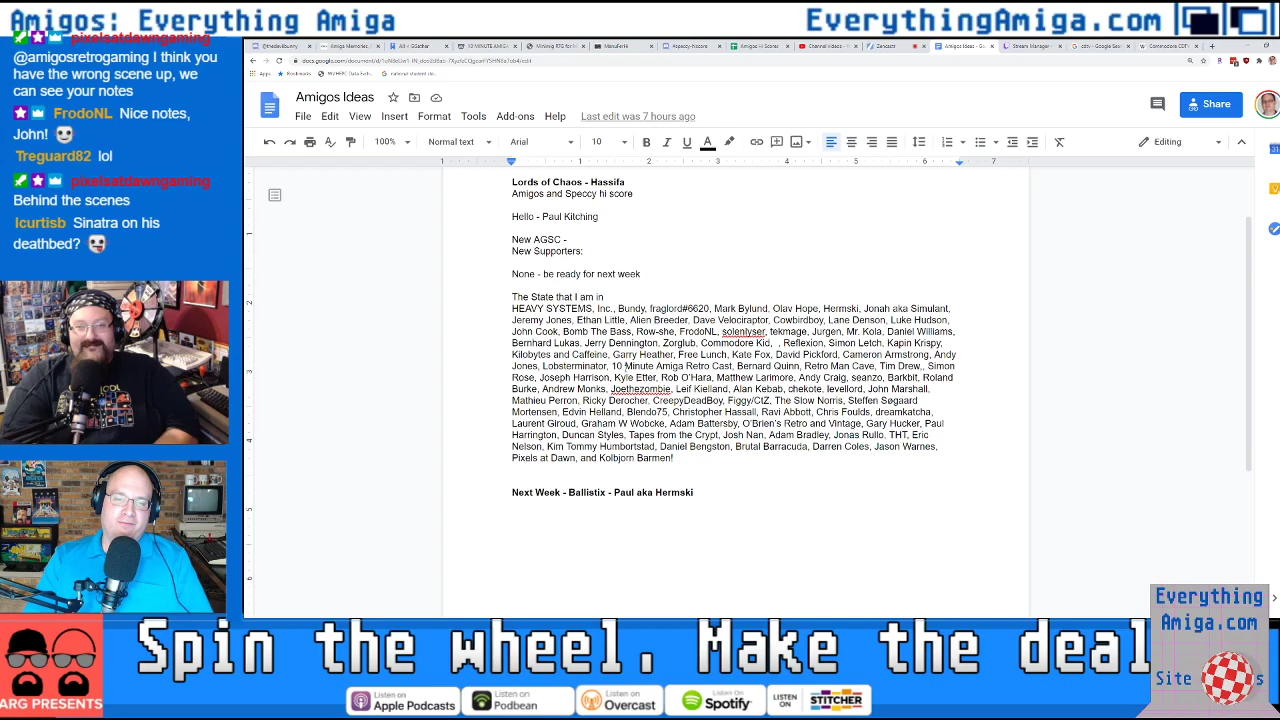 Amigos: Everything Amiga
EverythingAmiga.com
pixelsatdawngaming
@amigosretrogaming I think you
have the wrong scene up, we
can see your notes
FrodoNL Nice notes,
John!
Treguard82 lol
pixelsatdawngaming
Behind the scenes
Icurtisb Sinatra on his
deathbed?
Amigos Ideas
File Edit View Insert Format Tools Add-ons Help Last edit was 7 hours ago
Share
100% Normal text Arial 10 B I U A Editing
Lords of Chaos - Hassifa
Amigos and Speccy hi score
Hello - Paul Kitching
New AGSC -
New Supporters:
None - be ready for next week
The State that I am in
HEAVY SYSTEMS, Inc., Bundy, fraglord#6620, Mark Bylund, Olav Hope, Hermski, Jonah aka Simulant,
Jeremy Jones, Ethan Little, Alien Breeder, Dave Velociraptor, Cowbirdboy, Lane Denson, Luke Hudson,
John Cook, Bomb The Bass, Row-she, FrodoNL, solenlyser, tekmage, Jurgen, Mr. Kola, Daniel Williams,
Bernhard Lukas, Jerry Dennington, Zorglub, Commodore Kid, , Reflexion, Simon Letch, Kapin Krispy,
Kilobytes and Caffeine, Garry Heather, Free Lunch, Kate Fox, David Pickford, Cameron Armstrong, Andy
Jones, Lobsterminator, 10 Minute Amiga Retro Cast, Bernard Quinn, Retro Man Cave, Tim Drew,, Simon
Rose, Joseph Harrison, Kyle Etter, Rob O'Hara, Matthew Larimore, Andy Craig, seanzo, Barkbit, Roland
Burke, Andrew Monks, Joethezombie, Leif Kielland, Alan Kebab, chekote, levellord, John Marshall,
Mathieu Perron, Ricky Derocher, CreepyDeadBoy, Figgy/CtZ, The Slow Norris, Steffen Søgaard
Mortensen, Edvin Helland, Blendo75, Christopher Hassall, Ravi Abbott, Chris Foulds, dreamkatcha,
Laurent Giroud, Graham W Wobcke, Adam Battersby, O'Brien's Retro and Vintage, Gary Hucker, Paul
Harrington, Duncan Styles, Tapes from the Crypt, Josh Nan, Adam Bradley, Jonas Rullo, THT, Eric
Nelson, Kim Tommy Humbortstad, Daniel Bengston, Brutal Barracuda, Darren Coles, Jason Warnes,
Pixels at Dawn, and Kolbjorn Barmen!
Next Week - Ballistix - Paul aka Hermski
Everything
Amiga.com
Site
Spin the wheel. Make the deal
ARG PRESENTS
Listen on Apple Podcasts
Listen on Podbean
Listen on Overcast
Listen on Spotify
LISTEN ON STITCHER